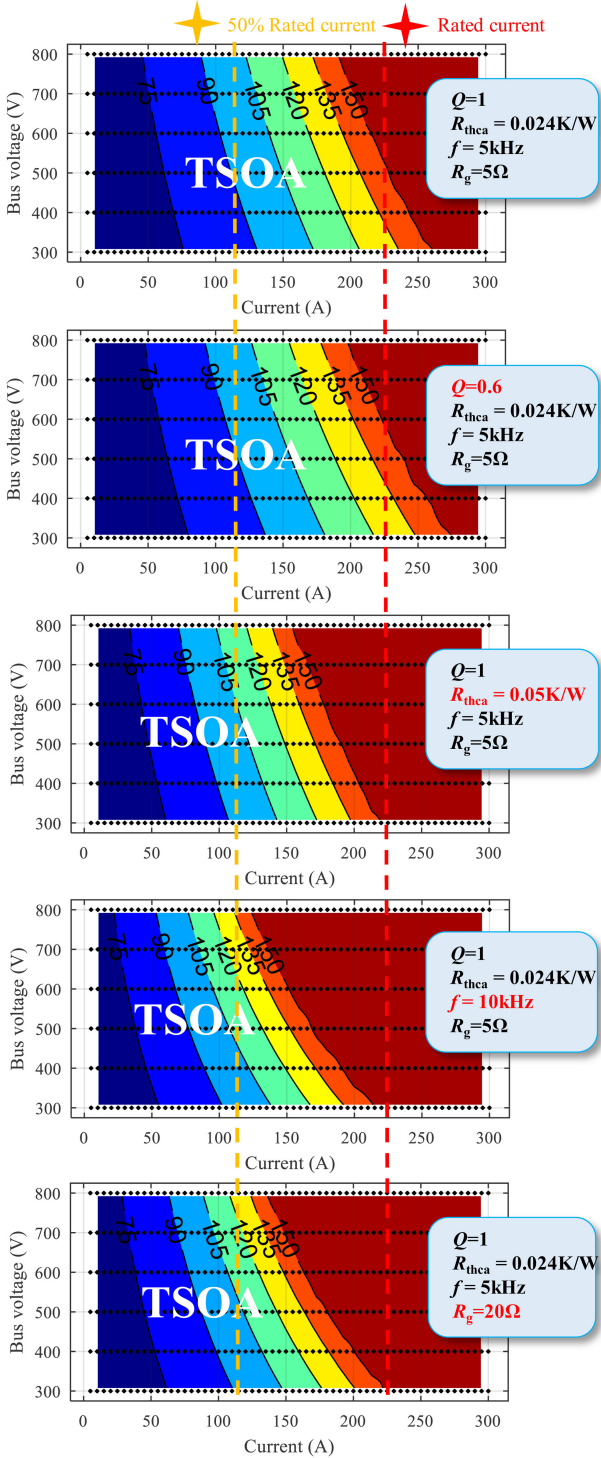 50% Rated current
Rated current
800
700
600
500
400
300
Bus voltage (V)
75
90
105
120
135
150
TSOA
0
50
100
150
200
250
300
Current (A)
Q=1
Rthca = 0.024K/W
f = 5kHz
Rg=5Ω
800
700
600
500
400
300
Bus voltage (V)
75
90
105
120
135
150
TSOA
0
50
100
150
200
250
300
Current (A)
Q=0.6
Rthca = 0.024K/W
f = 5kHz
Rg=5Ω
800
700
600
500
400
300
Bus voltage (V)
75
90
105
120
135
150
TSOA
0
50
100
150
200
250
300
Current (A)
Q=1
Rthca = 0.05K/W
f = 5kHz
Rg=5Ω
800
700
600
500
400
300
Bus voltage (V)
75
90
105
120
135
150
TSOA
0
50
100
150
200
250
300
Current (A)
Q=1
Rthca = 0.024K/W
f = 10kHz
Rg=5Ω
800
700
600
500
400
300
Bus voltage (V)
75
90
105
120
135
150
TSOA
0
50
100
150
200
250
300
Current (A)
Q=1
Rthca = 0.024K/W
f = 5kHz
Rg=20Ω